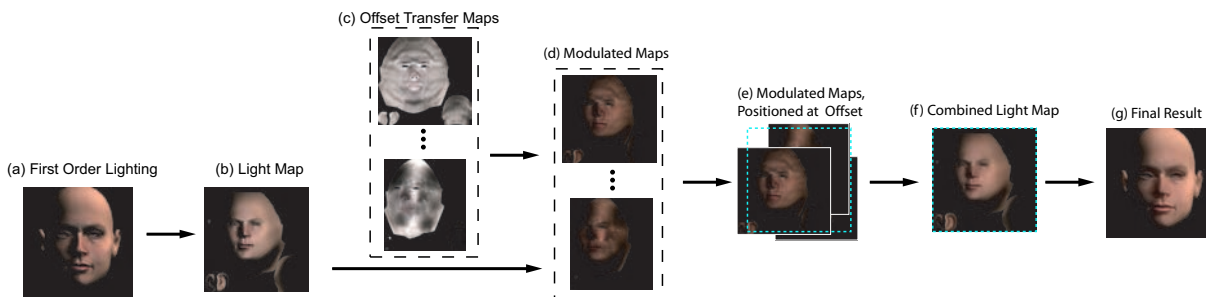 (a) First Order Lighting
(b) Light Map
(c) Offset Transfer Maps
(d) Modulated Maps
(e) Modulated Maps,
Positioned at Offset
(f) Combined Light Map
(g) Final Result